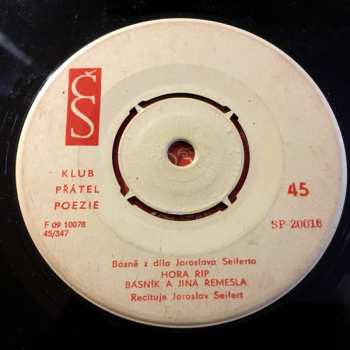 ČS
KLUB
PŘÁTEL
POEZIE
45
F 09 10078
45/347
SP-20016
Básně z díla Jaroslava Seiferta
HORA RIP
BÁSNÍK A JINÁ ŘEMESLA
Recituje Jaroslav Seifert